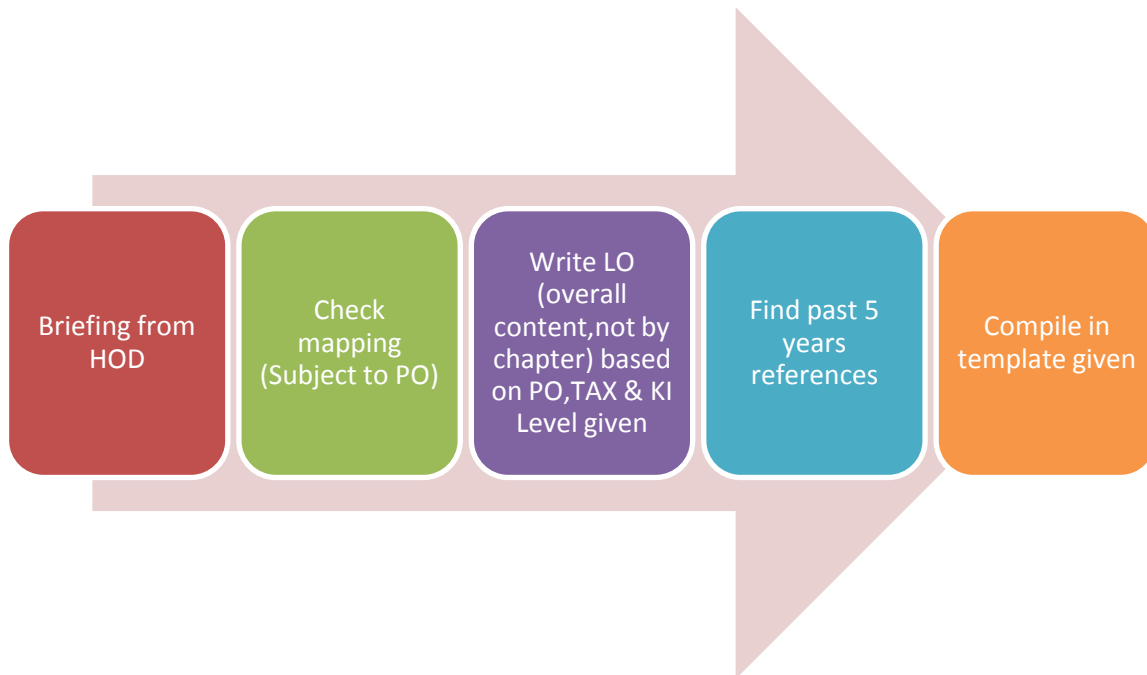 Briefing from
HOD
Check
mapping
(Subject to PO)
Write LO
(overall
content,not by
chapter) based
on PO,TAX & KI
Level given
Find past 5
years
references
Compile in
template given